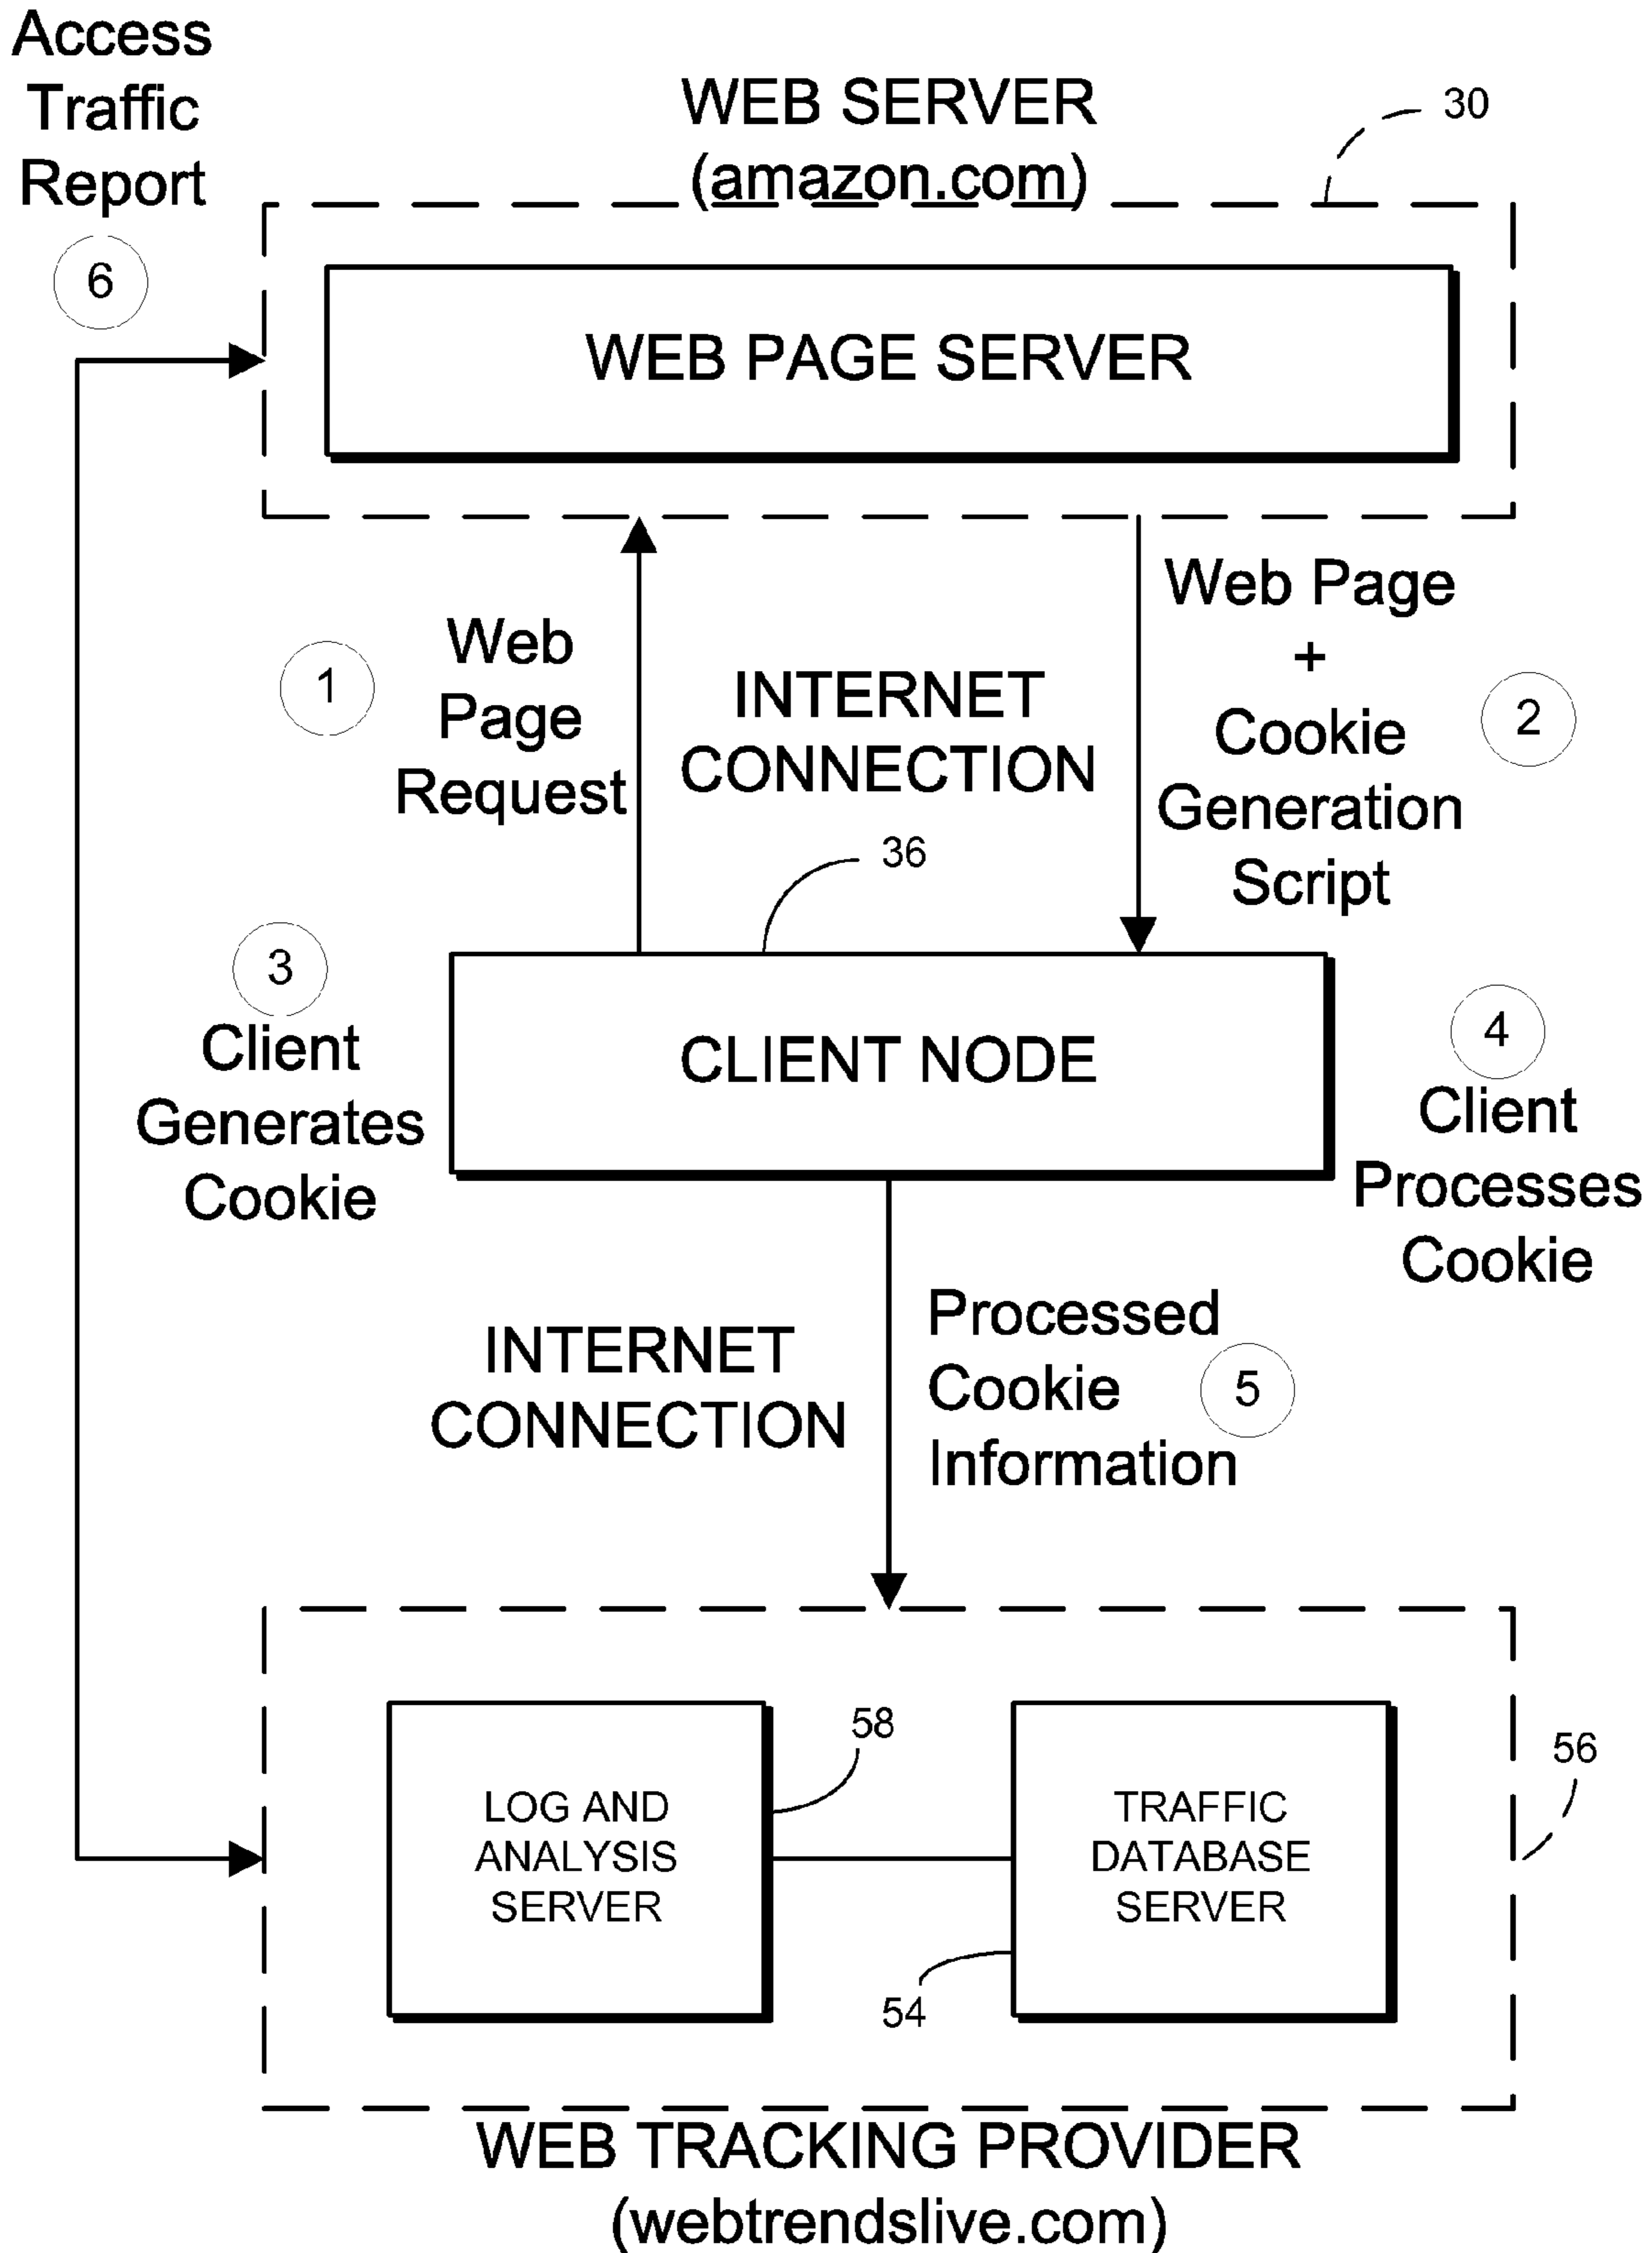 Access
Traffic
Report
6
WEB SERVER
(amazon.com)
30
WEB PAGE SERVER
1
Web
Page
Request
INTERNET
CONNECTION
Web Page
+
Cookie
Generation
Script
2
36
3
Client
Generates
Cookie
CLIENT NODE
4
Client
Processes
Cookie
INTERNET
CONNECTION
Processed
Cookie
Information
5
58
56
LOG AND
ANALYSIS
SERVER
TRAFFIC
DATABASE
SERVER
54
WEB TRACKING PROVIDER
(webtrendslive.com)